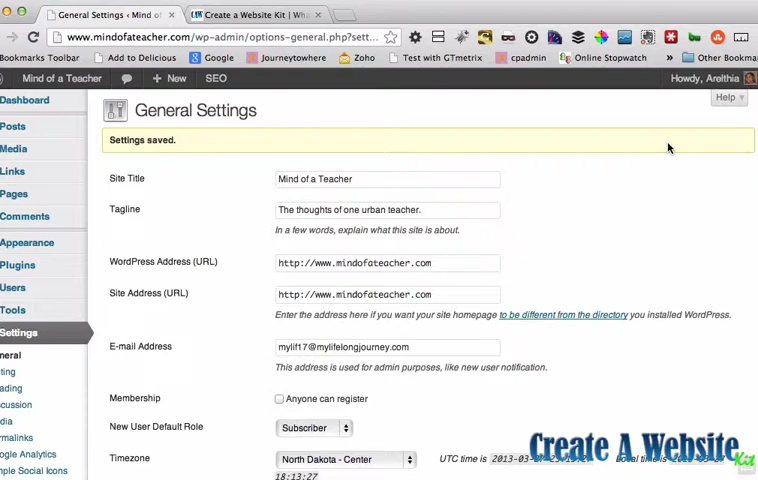 General Settings ‹ Mind of ×
Create a Website Kit | What ×
www.mindofateacher.com/wp-admin/options-general.php?sett...
Bookmarks Toolbar Add to Delicious Google Journeytowhere Zoho Test with GTmetrix cpadmin Online Stopwatch » Other Bookmar
Mind of a Teacher + New SEO Howdy, Arelthia
Help
Dashboard
Posts
Media
Links
Pages
Comments
Appearance
Plugins
Users
Tools
Settings
neral
ting
ading
cussion
dia
rmalinks
ogle Analytics
mple Social Icons
General Settings
Settings saved.
Site Title Mind of a Teacher
Tagline The thoughts of one urban teacher.
In a few words, explain what this site is about.
WordPress Address (URL) http://www.mindofateacher.com
Site Address (URL) http://www.mindofateacher.com
Enter the address here if you want your site homepage to be different from the directory you installed WordPress.
E-mail Address mylif17@mylifelongjourney.com
This address is used for admin purposes, like new user notification.
Membership Anyone can register
New User Default Role Subscriber
Timezone North Dakota - Center UTC time is Local time is
18:13:27
Create A Website
Kit